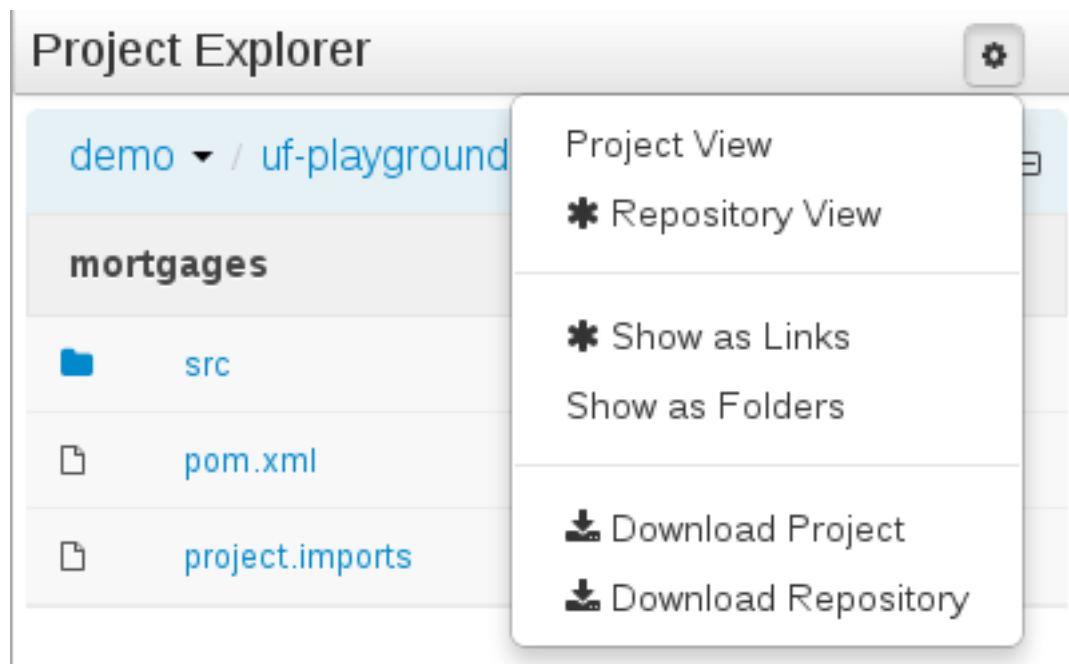 Project Explorer
demo / uf-playground
mortgages
src
pom.xml
project.imports
Project View
✱ Repository View
✱ Show as Links
Show as Folders
Download Project
Download Repository